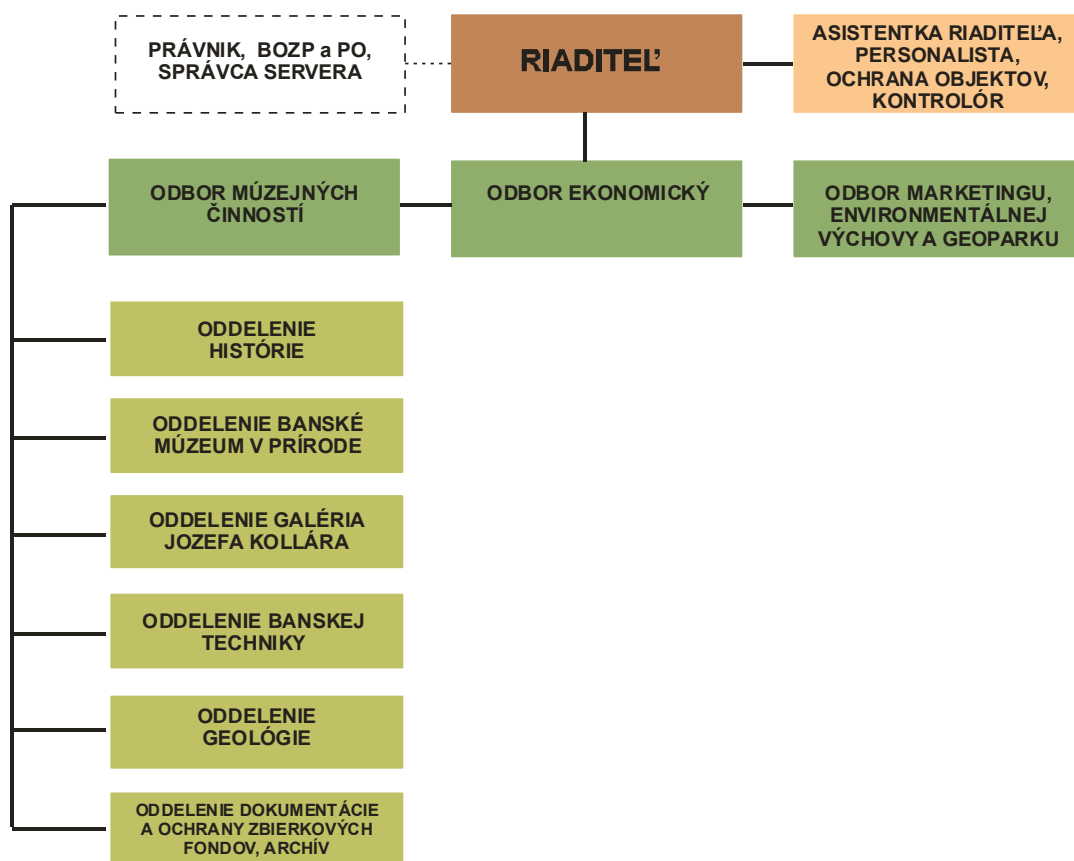 PRÁVNIK, BOZP a PO,
SPRÁVCA SERVERA
RIADITEĽ
ASISTENTKA RIADITEĽA,
PERSONALISTA,
OCHRANA OBJEKTOV,
KONTROLÓR
ODBOR MÚZEJNÝCH
ČINNOSTÍ
ODBOR EKONOMICKÝ
ODBOR MARKETINGU,
ENVIRONMENTÁLNEJ
VÝCHOVY A GEOPARKU
ODDELENIE
HISTÓRIE
ODDELENIE BANSKÉ
MÚZEUM V PRÍRODE
ODDELENIE GALÉRIA
JOZEFA KOLLÁRA
ODDELENIE BANSKEJ
TECHNIKY
ODDELENIE
GEOLÓGIE
ODDELENIE DOKUMENTÁCIE
A OCHRANY ZBIERKOVÝCH
FONDOV, ARCHÍV